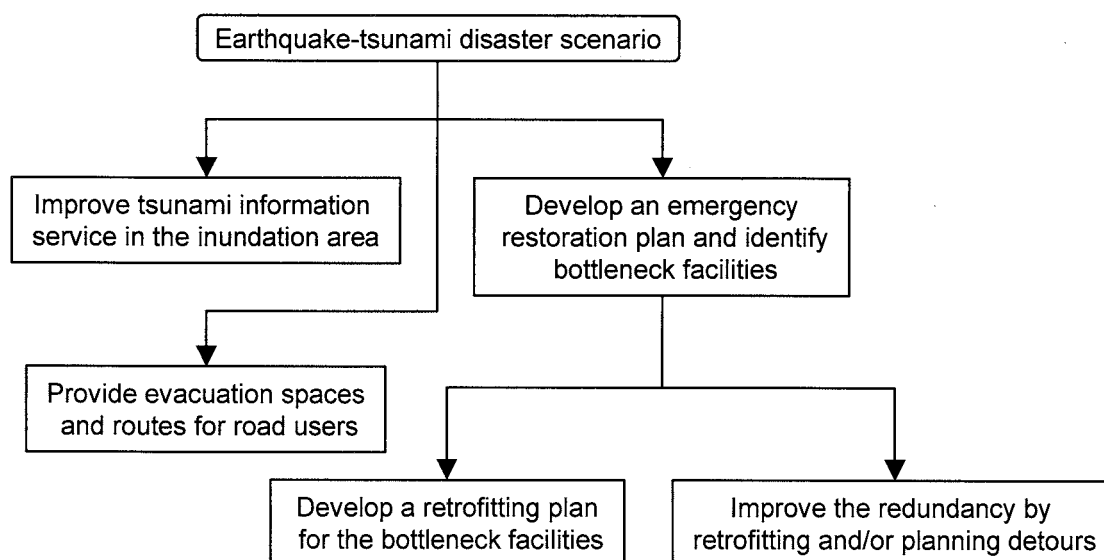 Earthquake-tsunami disaster scenario
Improve tsunami information
service in the inundation area
Develop an emergency
restoration plan and identify
bottleneck facilities
Provide evacuation spaces
and routes for road users
Develop a retrofitting plan
for the bottleneck facilities
Improve the redundancy by
retrofitting and/or planning detours